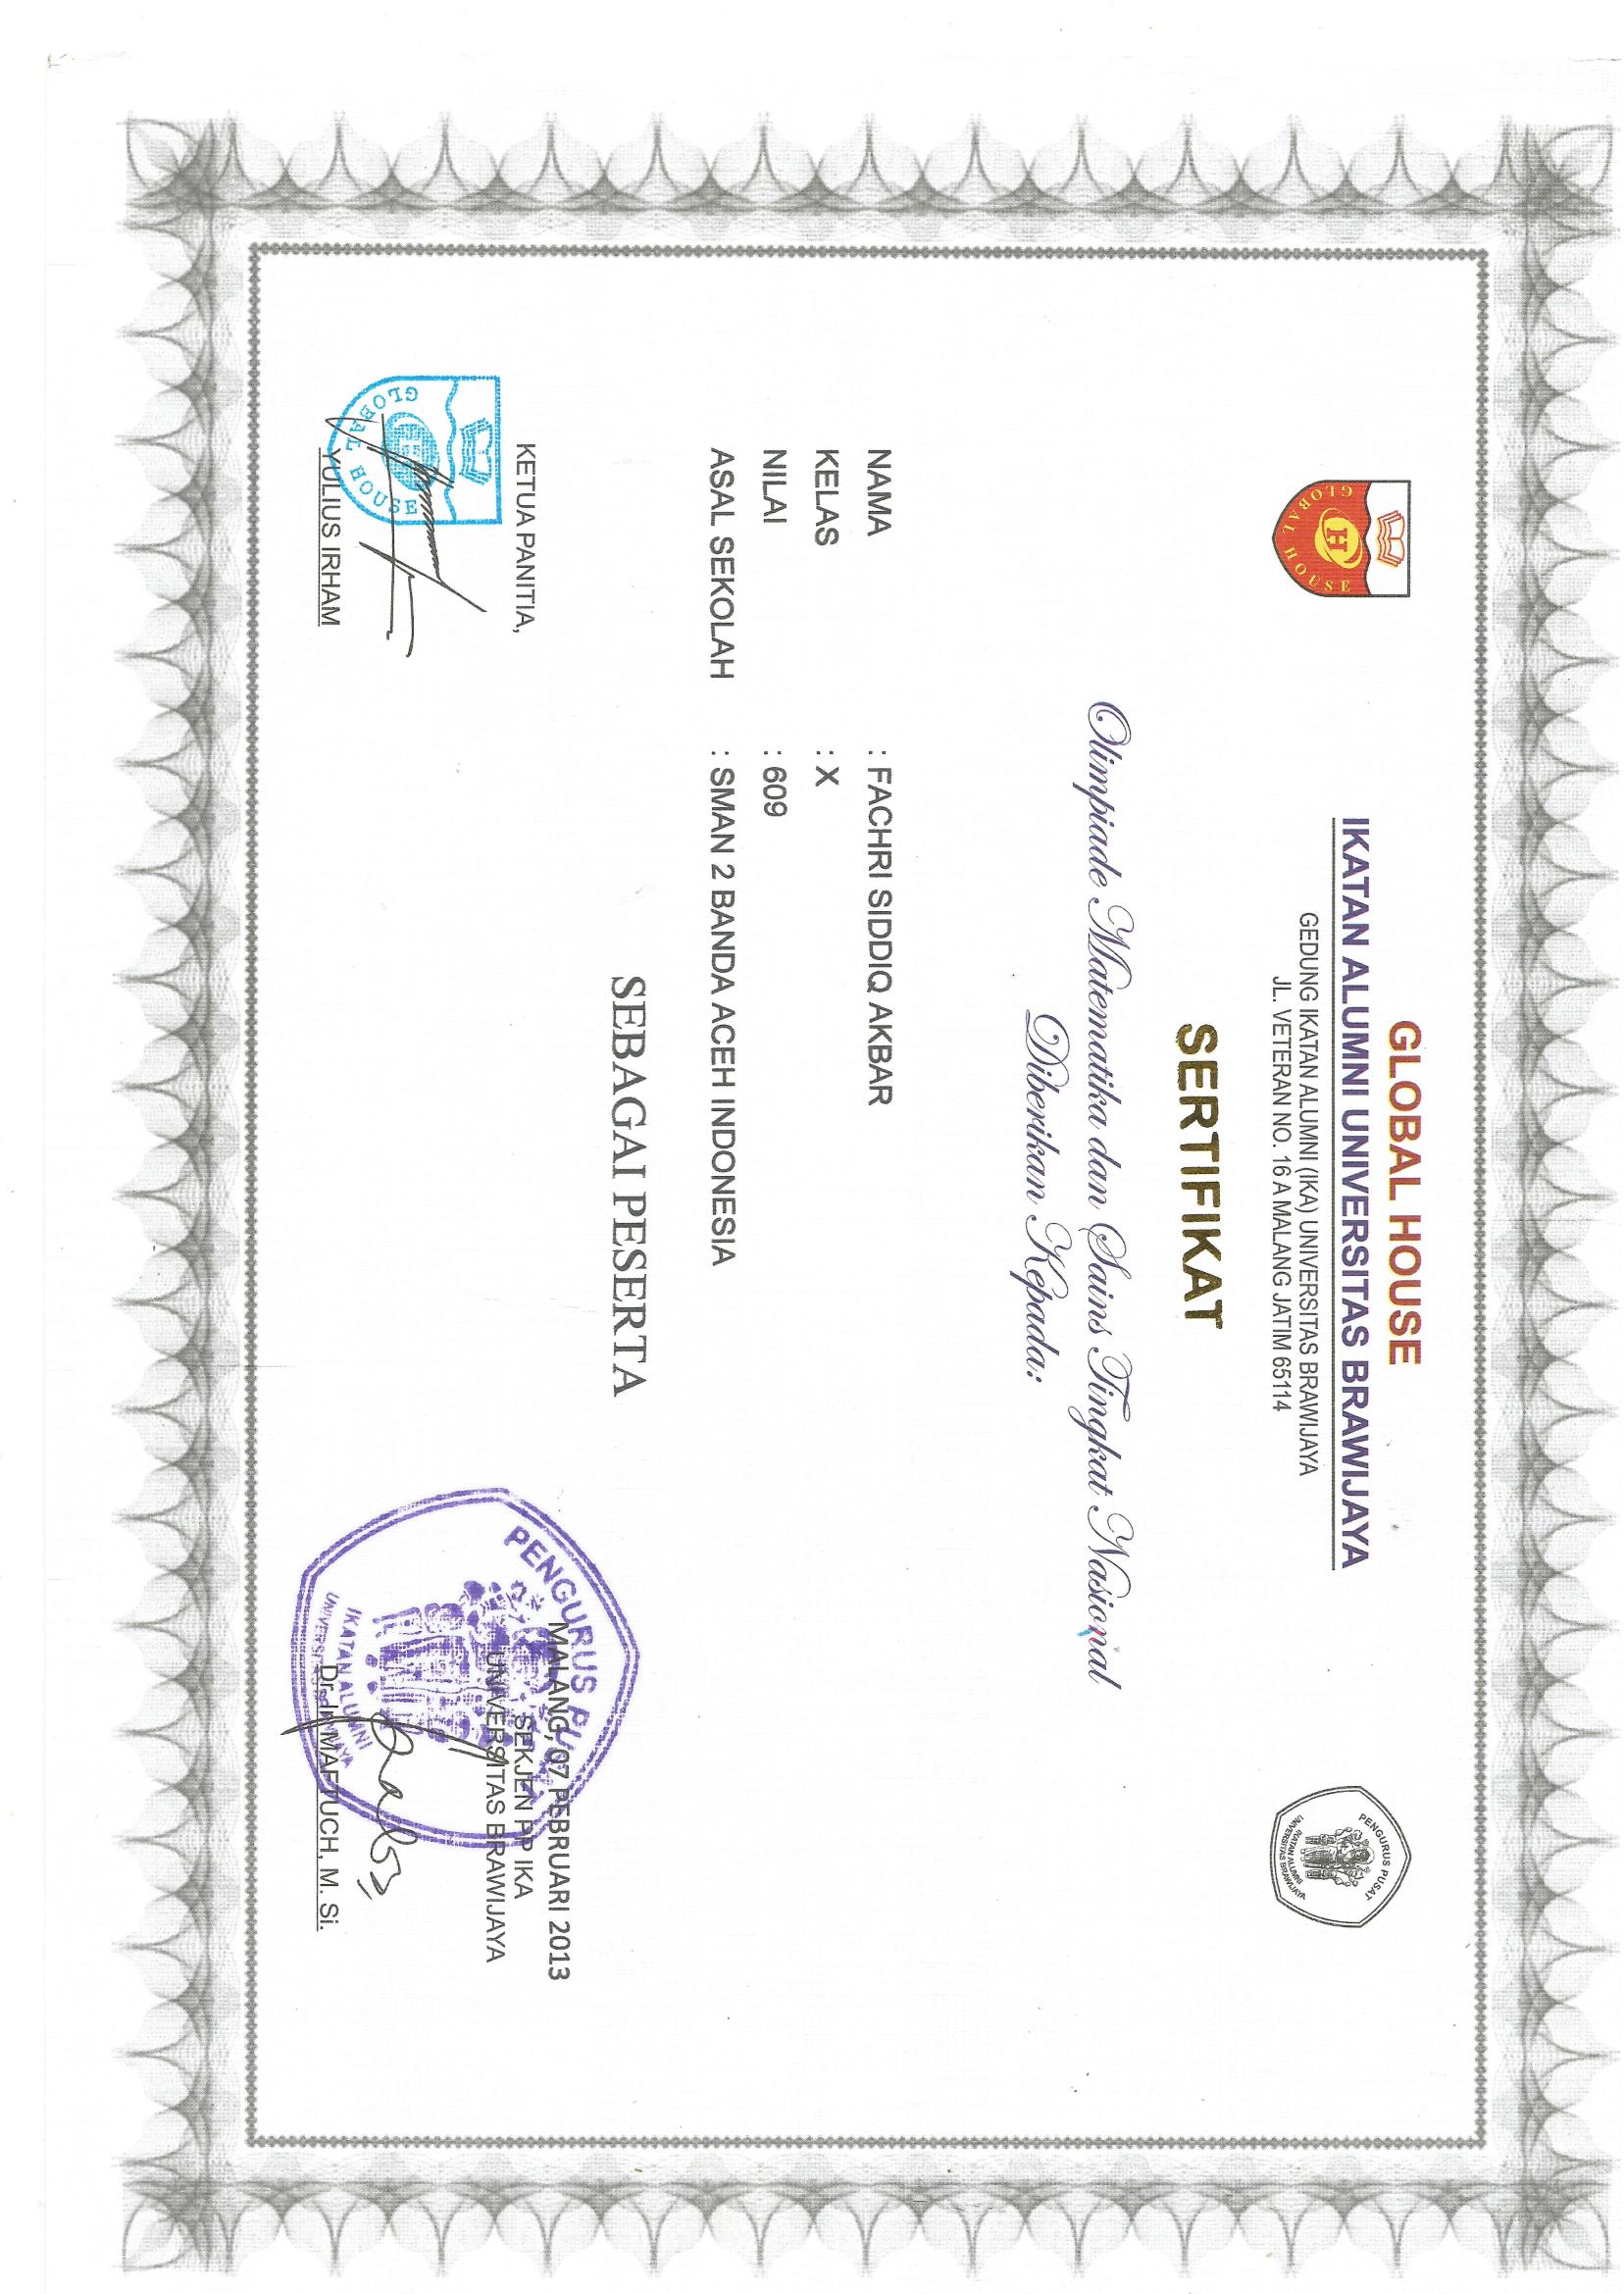 GLOBAL HOUSE
IKATAN ALUMNI UNIVERSITAS BRAWIJAYA
GEDUNG IKATAN ALUMNI (IKA) UNIVERSITAS BRAWIJAYA
JL. VETERAN NO. 16 A MALANG JATIM 65114
GLOBAL HOUSE
H
PENGURUS PUSAT
IKATAN ALUMNI
UNIVERSITAS BRAWIJAYA
SERTIFIKAT
Olimpiade Matematika dan Sains Tingkat Nasional
Diberikan Kepada:
NAMA : FACHRI SIDDIQ AKBAR
KELAS : X
NILAI : 609
ASAL SEKOLAH : SMAN 2 BANDA ACEH INDONESIA
SEBAGAI PESERTA
KETUA PANITIA,
GLOBAL HOUSE
H
YULIUS IRHAM
MALANG, 07 PEBRUARI 2013
SEKJEN PP IKA
UNIVERSITAS BRAWIJAYA
PENGURUS
IKATAN ALUMNI
Dr.Ir.MAFTUCH, M. Si.